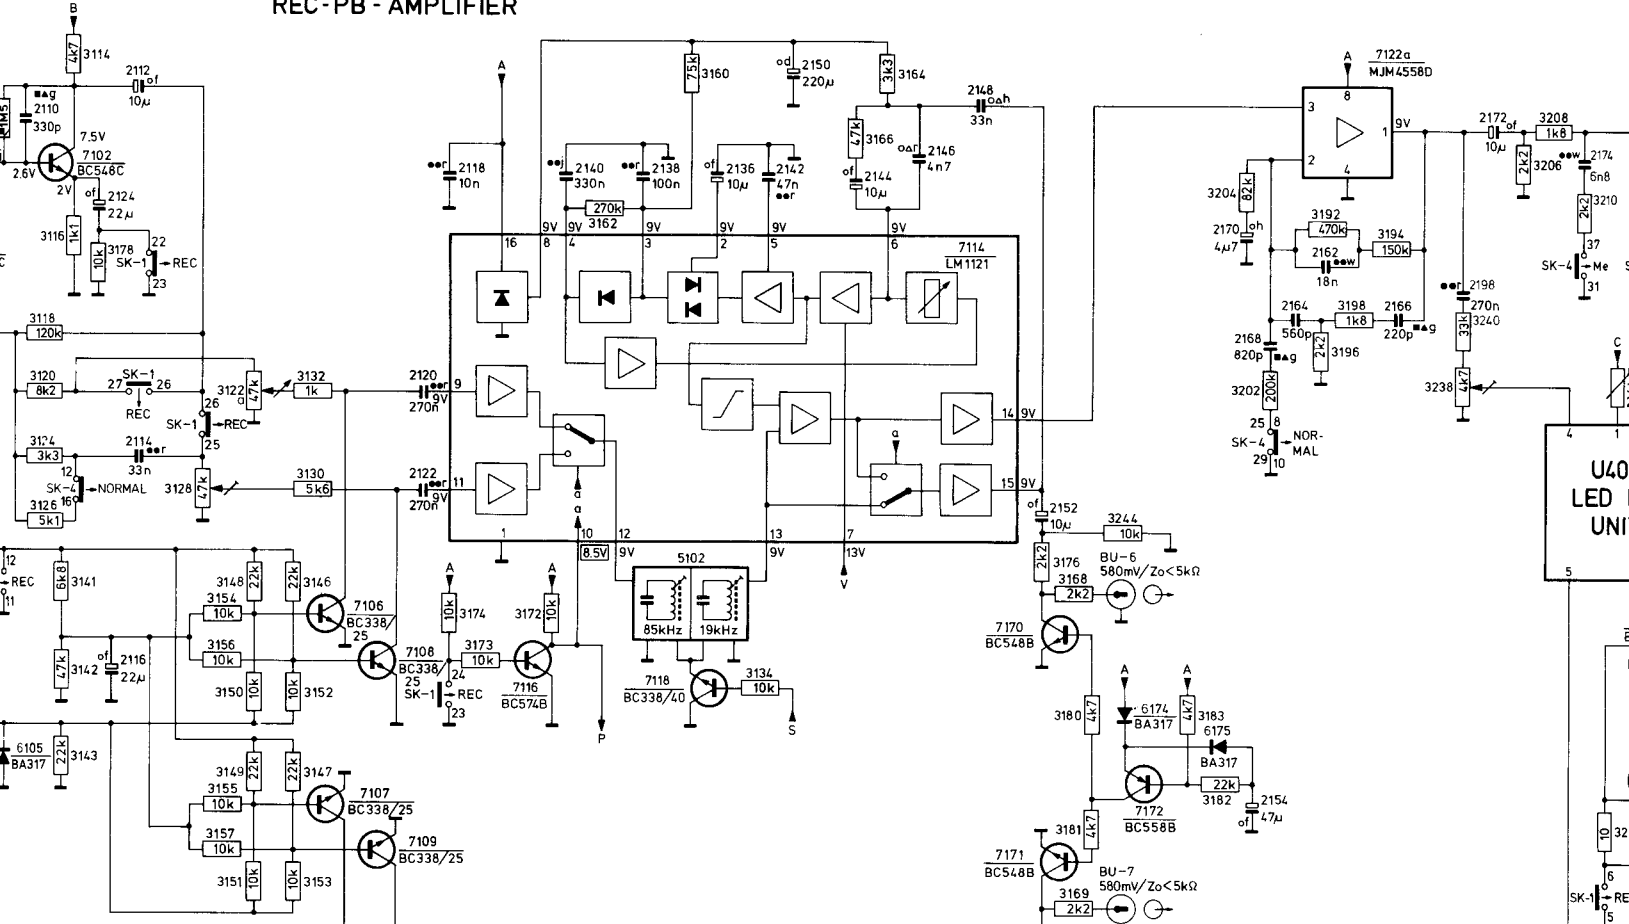 REC-PB-AMPLIFIER
B
4k7 3114
2112 of
10μ
1M5
■▲g
2110
330p
7.5V
7102
BC548C
2.6V
2V
of
2124
22μ
3116 1k1
3178
10k
22
SK-1 → REC
23
A
●●r
2118
10n
75k 3160
od
2150
220μ
3k3 3164
2148
o▵h
33n
47k
3166
o▵r
2146
4n7
of
2144
10μ
2140
330n
●●r
2138
100n
of
2136
10μ
2142
47n
●●r
270k
3162
9V 9V 9V 9V 9V 9V
16 8 4 3 2 5 6
7114
LM1121
A
7122a
MJM4558D
8
3
1
9V
2
4
2172 of
10μ
3208
1k8
3206
2k2
●●w
2174
6n8
3210
2k2
37
SK-4 → Me
31
3204
82k
2170 oh
4μ7
3192
470k
2162 ●●w
18n
3194
150k
2164
560p
3198
1k8
2166
220p ■▲g
2k2
3196
2168
820p ■▲g
3202 200k
25 8
SK-4 → NOR-
MAL
29 10
●●r
2198
270n
33k 3240
3238 4k7
C
4 1
U40
LED
UNI
5
3118
120k
3120
8k2
SK-1
27 26
REC
3122
a
47k
3132
1k
26
SK-1 → REC
25
3124
3k3
2114
●●r
33n
12
SK-4 → NORMAL
16
3126
5k1
3128 47k
3130
5k6
2120
●●r 9
9V
270n
2122
●●r 11
9V
270n
a
a
a
14 9V
15 9V
1 10 12 13 7
8.5V 9V 9V 13V
V
5102
85kHz 19kHz
12
REC
11
6k8 3141
3142 47k
of
2116
22μ
6105
BA317
22k 3143
3148 22k
22k 3146
3154
10k
3156
10k
3150 10k
10k 3152
7106
BC338/
25
7108
BC338/
25
A
10k 3174
3173
10k
24
SK-1 → REC
23
A
3172 10k
7116
BC574B
P
7118
BC338/40
3134
10k
S
3149 22k
22k 3147
3155
10k
3157
10k
3151 10k
10k 3153
7107
BC338/25
7109
BC338/25
of
2152
10μ
3244
10k
2k2 3176
BU-6
580mV/Zo<5kΩ
3168
2k2
7170
BC548B
3180 4k7
A A
6174
BA317
4k7 3183
6175
BA317
22k
3182
2154
47μ
of
7172
BC558B
3181 4k7
7171
BC548B
BU-7
580mV/Zo<5kΩ
3169
2k2
10
6
SK-1 → RE
5